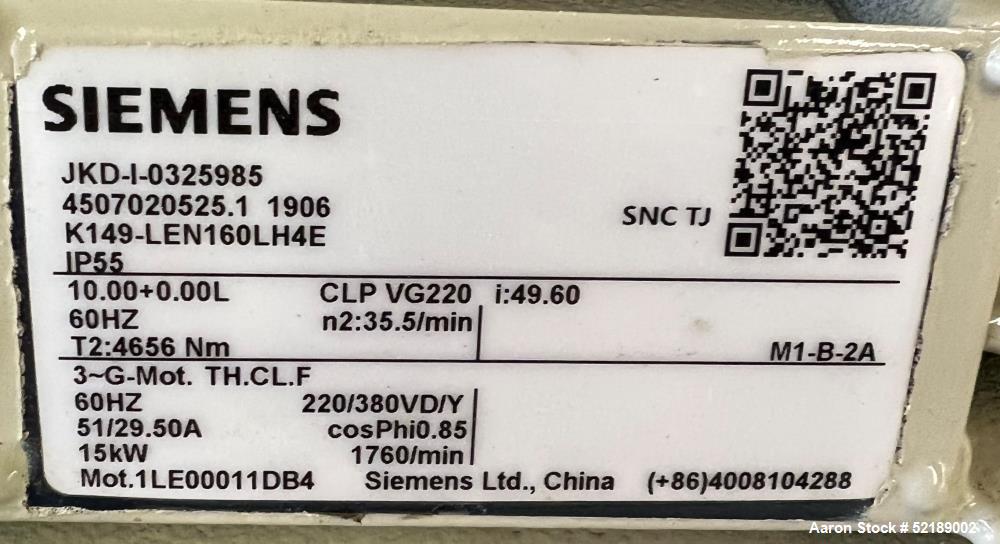 SIEMENS
JKD-I-0325985
4507020525.1 1906
K149-LEN160LH4E
SNC TJ
IP55
10.00+0.00L CLP VG220 i:49.60
60HZ n2:35.5/min
T2:4656 Nm M1-B-2A
3~G-Mot. TH.CL.F
60HZ 220/380VD/Y
51/29.50A cosPhi0.85
15kW 1760/min
Mot.1LE00011DB4 Siemens Ltd., China (+86)4008104288
Aaron Stock # 52189002